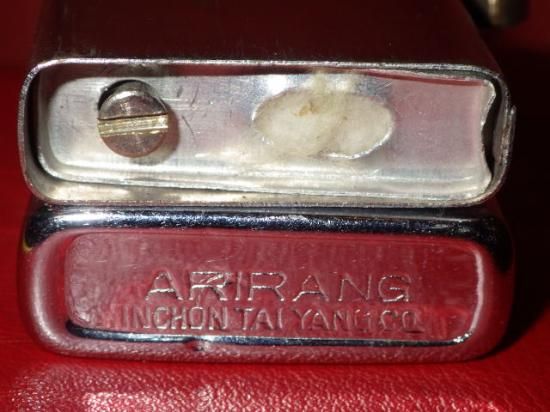 ARIRANG
INCHON TAI YANG CO.